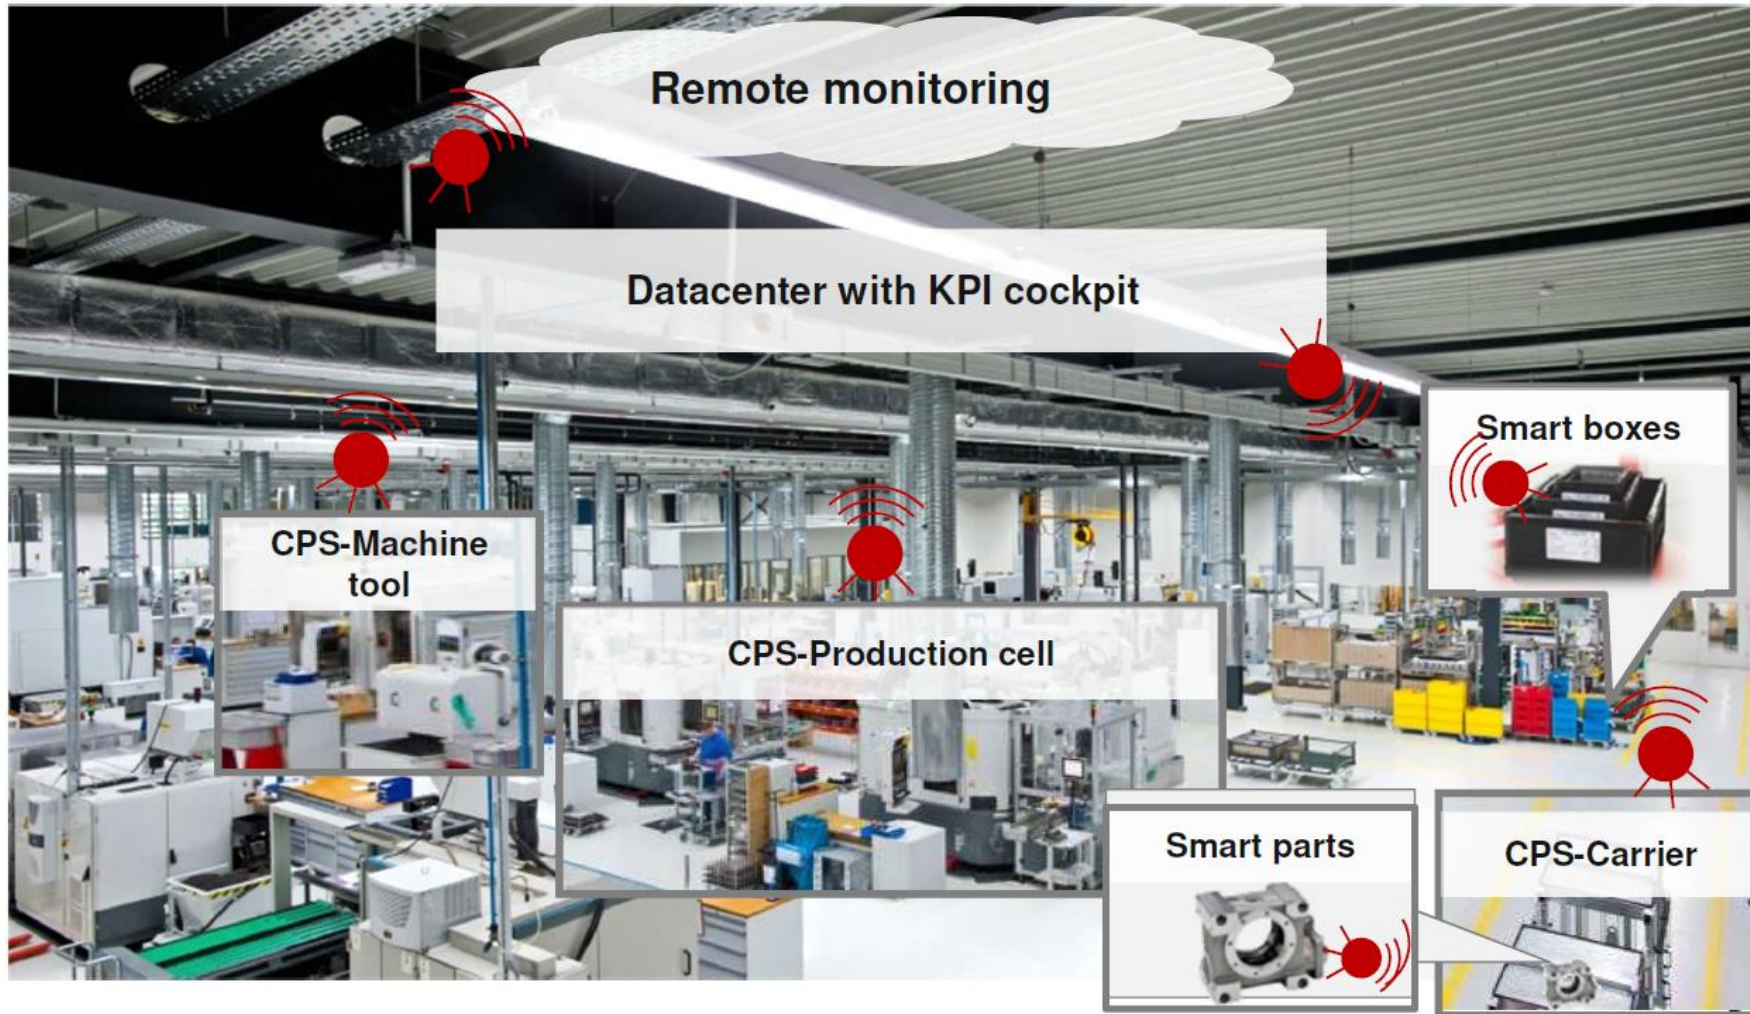 Remote monitoring
Datacenter with KPI cockpit
Smart boxes
CPS-Machine
tool
CPS-Production cell
Smart parts
CPS-Carrier